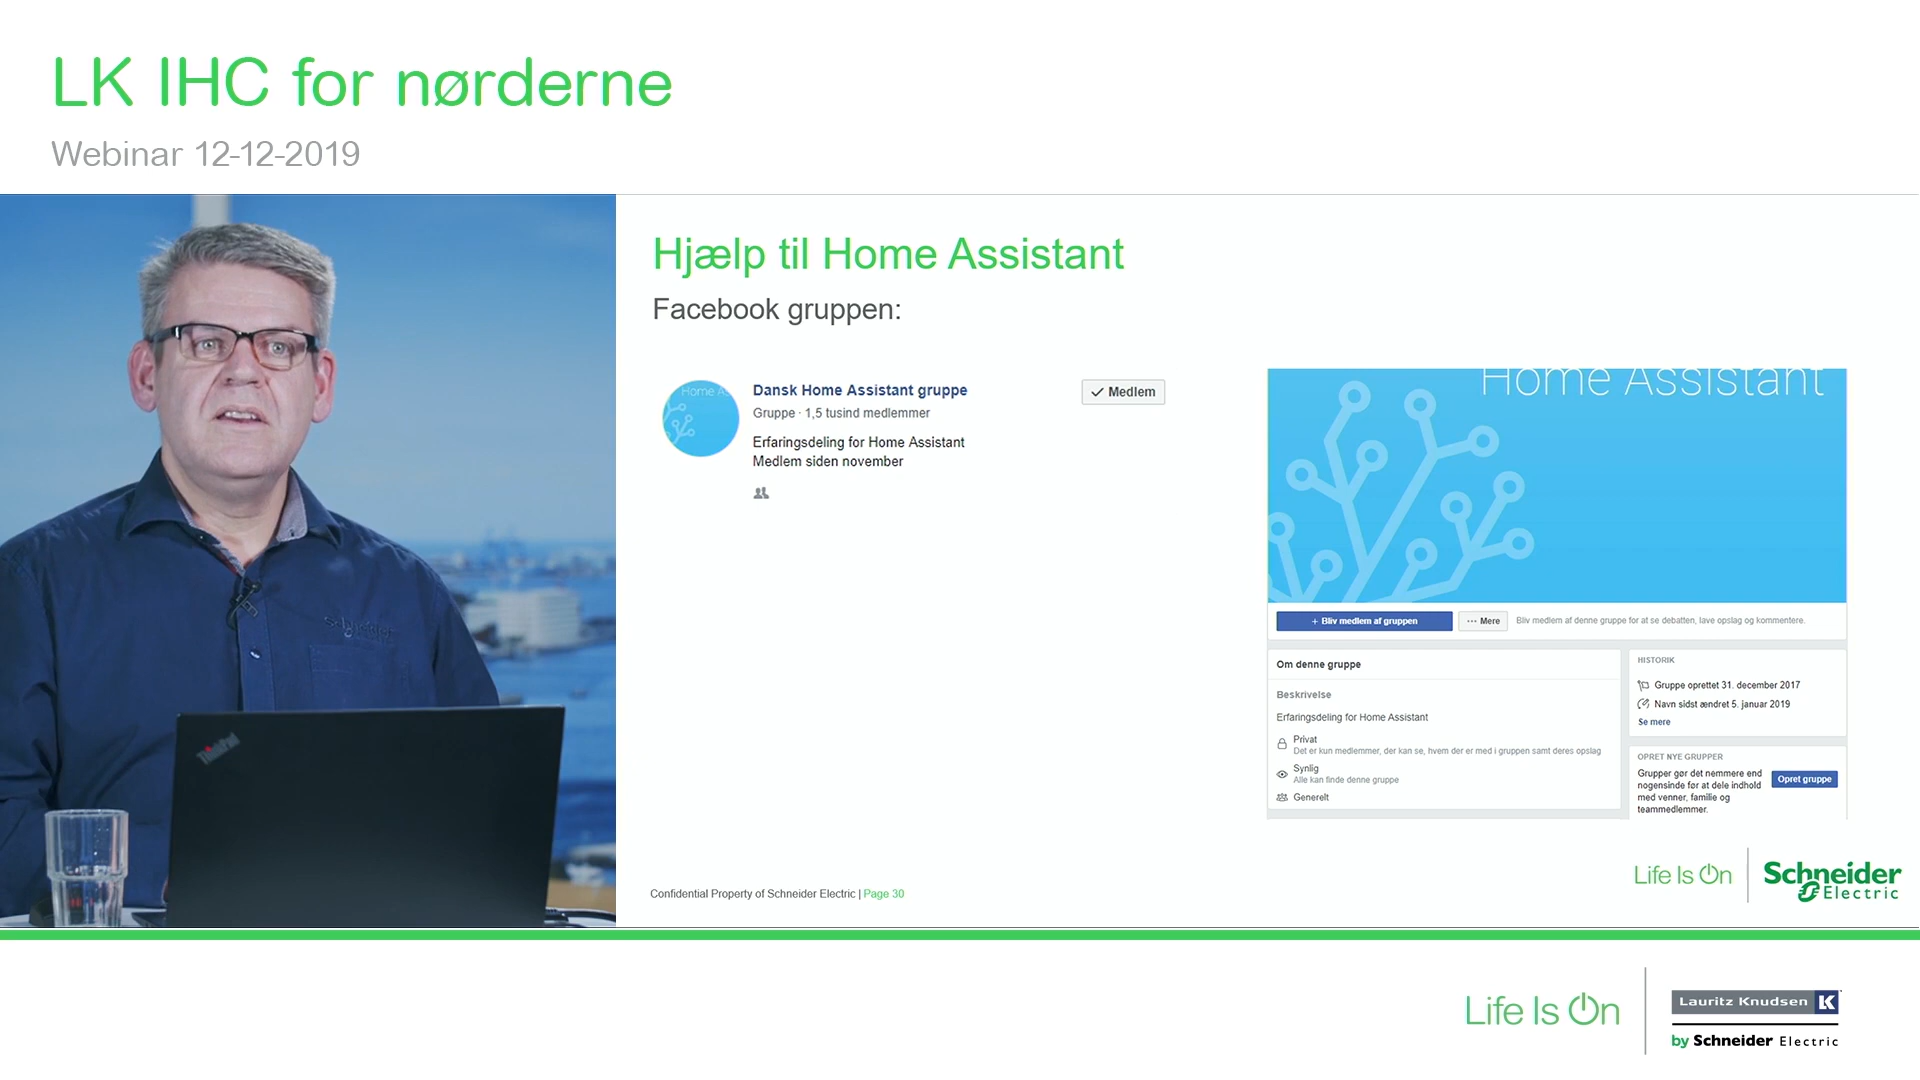 LK IHC for nørderne
Webinar 12-12-2019
Hjælp til Home Assistant
Facebook gruppen:
Home A
Dansk Home Assistant gruppe
Gruppe · 1,5 tusind medlemmer
Erfaringsdeling for Home Assistant
Medlem siden november
Medlem
Home Assistant
+ Bliv medlem af gruppen
··· Mere
Bliv medlem af denne gruppe for at se debatten, lave opslag og kommentere.
Om denne gruppe
Beskrivelse
Erfaringsdeling for Home Assistant
Privat
Det er kun medlemmer, der kan se, hvem der er med i gruppen samt deres opslag
Synlig
Alle kan finde denne gruppe
Generelt
HISTORIK
Gruppe oprettet 31. december 2017
Navn sidst ændret 5. januar 2019
Se mere
OPRET NYE GRUPPER
Grupper gør det nemmere end
nogensinde før at dele indhold
med venner, familie og
teammedlemmer.
Opret gruppe
Schneider
Electric
ThinkPad
Confidential Property of Schneider Electric | Page 30
Life Is On
Schneider
Electric
Life Is On
Lauritz Knudsen K
by Schneider Electric